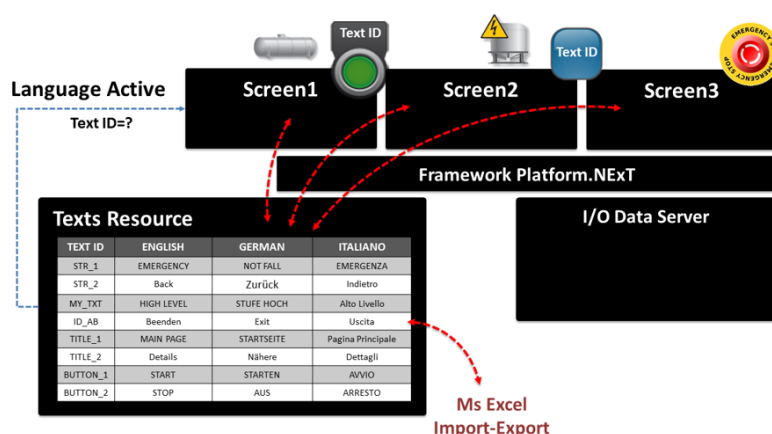 Text ID
EMERGENCY
EMERGENCY STOP
Text ID
Language Active
Screen1
Screen2
Screen3
Text ID=?
Framework Platform.NExT
Texts Resource
I/O Data Server
TEXT ID ENGLISH GERMAN ITALIANO
STR_1 EMERGENCY NOT FALL EMERGENZA
STR_2 Back Zurück Indietro
MY_TXT HIGH LEVEL STUFE HOCH Alto Livello
ID_AB Beenden Exit Uscita
TITLE_1 MAIN PAGE STARTSEITE Pagina Principale
TITLE_2 Details Nähere Dettagli
BUTTON_1 START STARTEN AVVIO
BUTTON_2 STOP AUS ARRESTO
Ms Excel
Import-Export